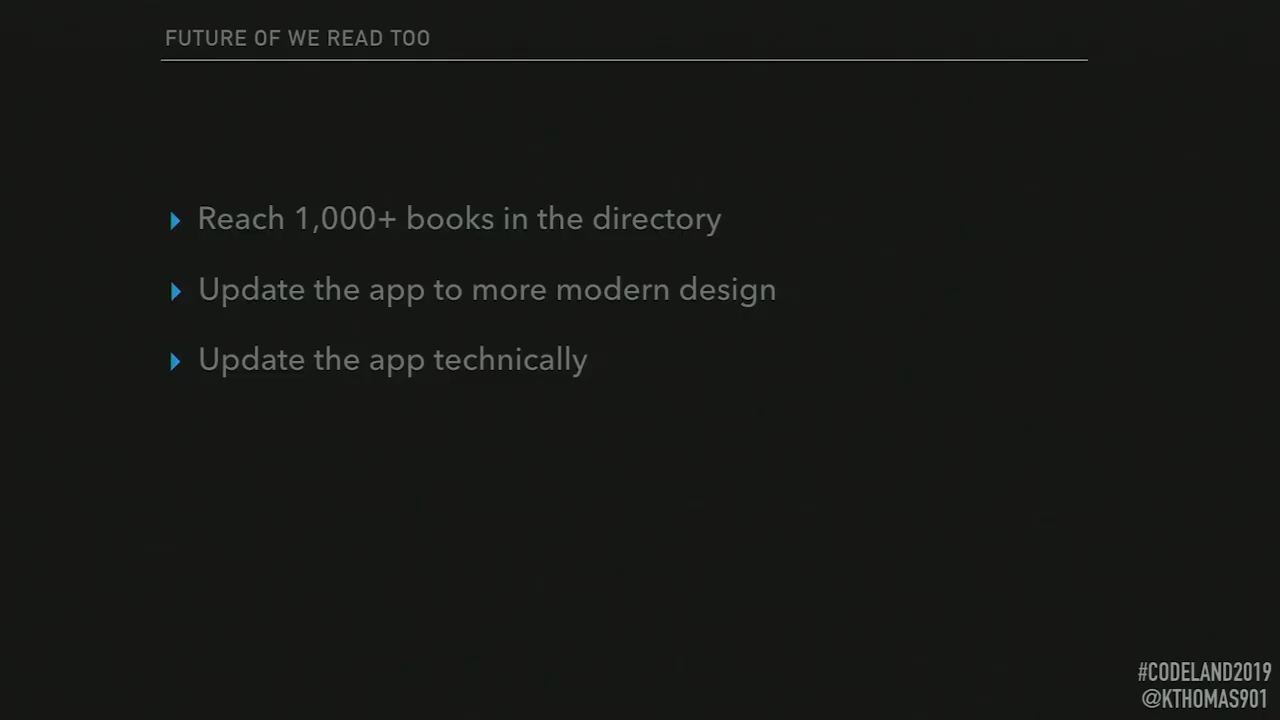 FUTURE OF WE READ TOO
Reach 1,000+ books in the directory
Update the app to more modern design
Update the app technically
#CODELAND2019
@KTHOMAS901